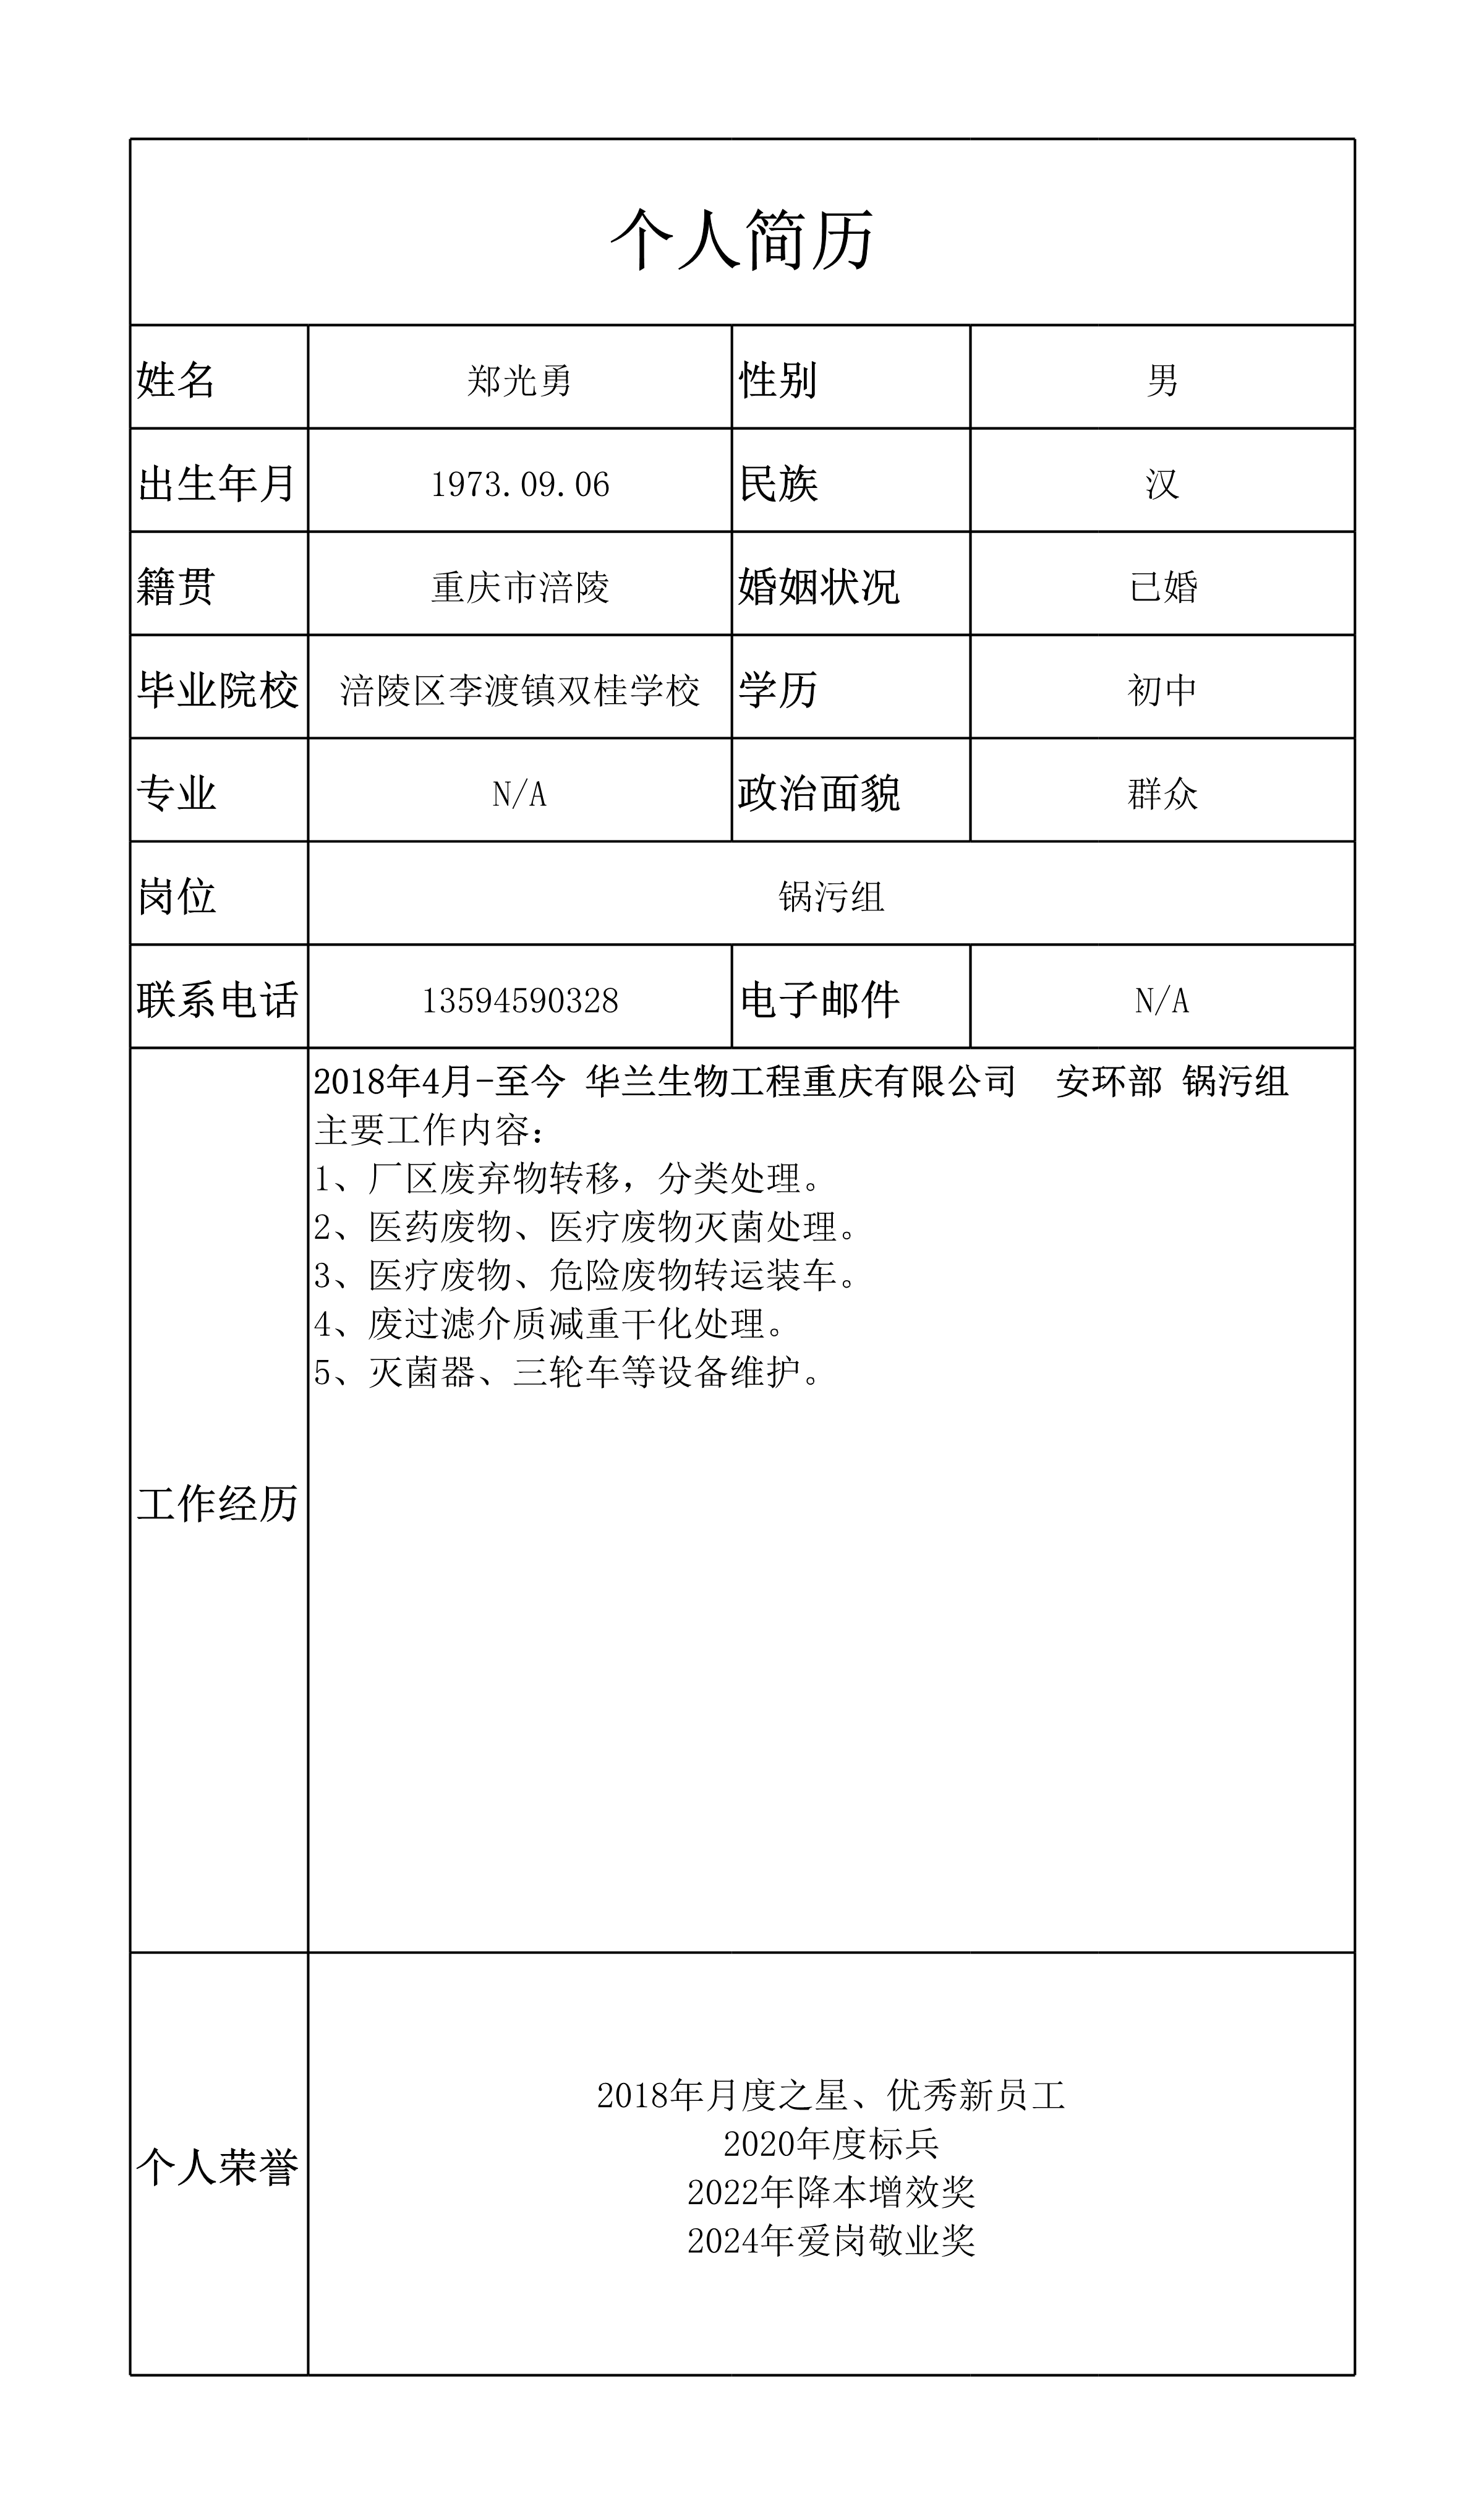 个人简历
姓名 郑光勇 性别 男
出生年月 1973.09.06 民族 汉
籍贯 重庆市涪陵 婚姻状况 已婚
毕业院校 涪陵区李渡镇双桂学校 学历 初中
专业 N/A 政治面貌 群众
岗位 锅污组
联系电话 13594590328 电子邮件 N/A
2018年4月-至今 华兰生物工程重庆有限公司 安环部 锅污组
主要工作内容：
1、厂区废弃物转移，分类处理。
2、医药废物、医疗废物灭菌处理。
3、医疗废物、危险废物转运装车。
4、废过滤介质减重干化处理。
5、灭菌器、三轮车等设备维护。
工作经历
2018年月度之星、优秀新员工
2020年度标兵
个人荣誉
2022年降本增效奖
2024年爱岗敬业奖